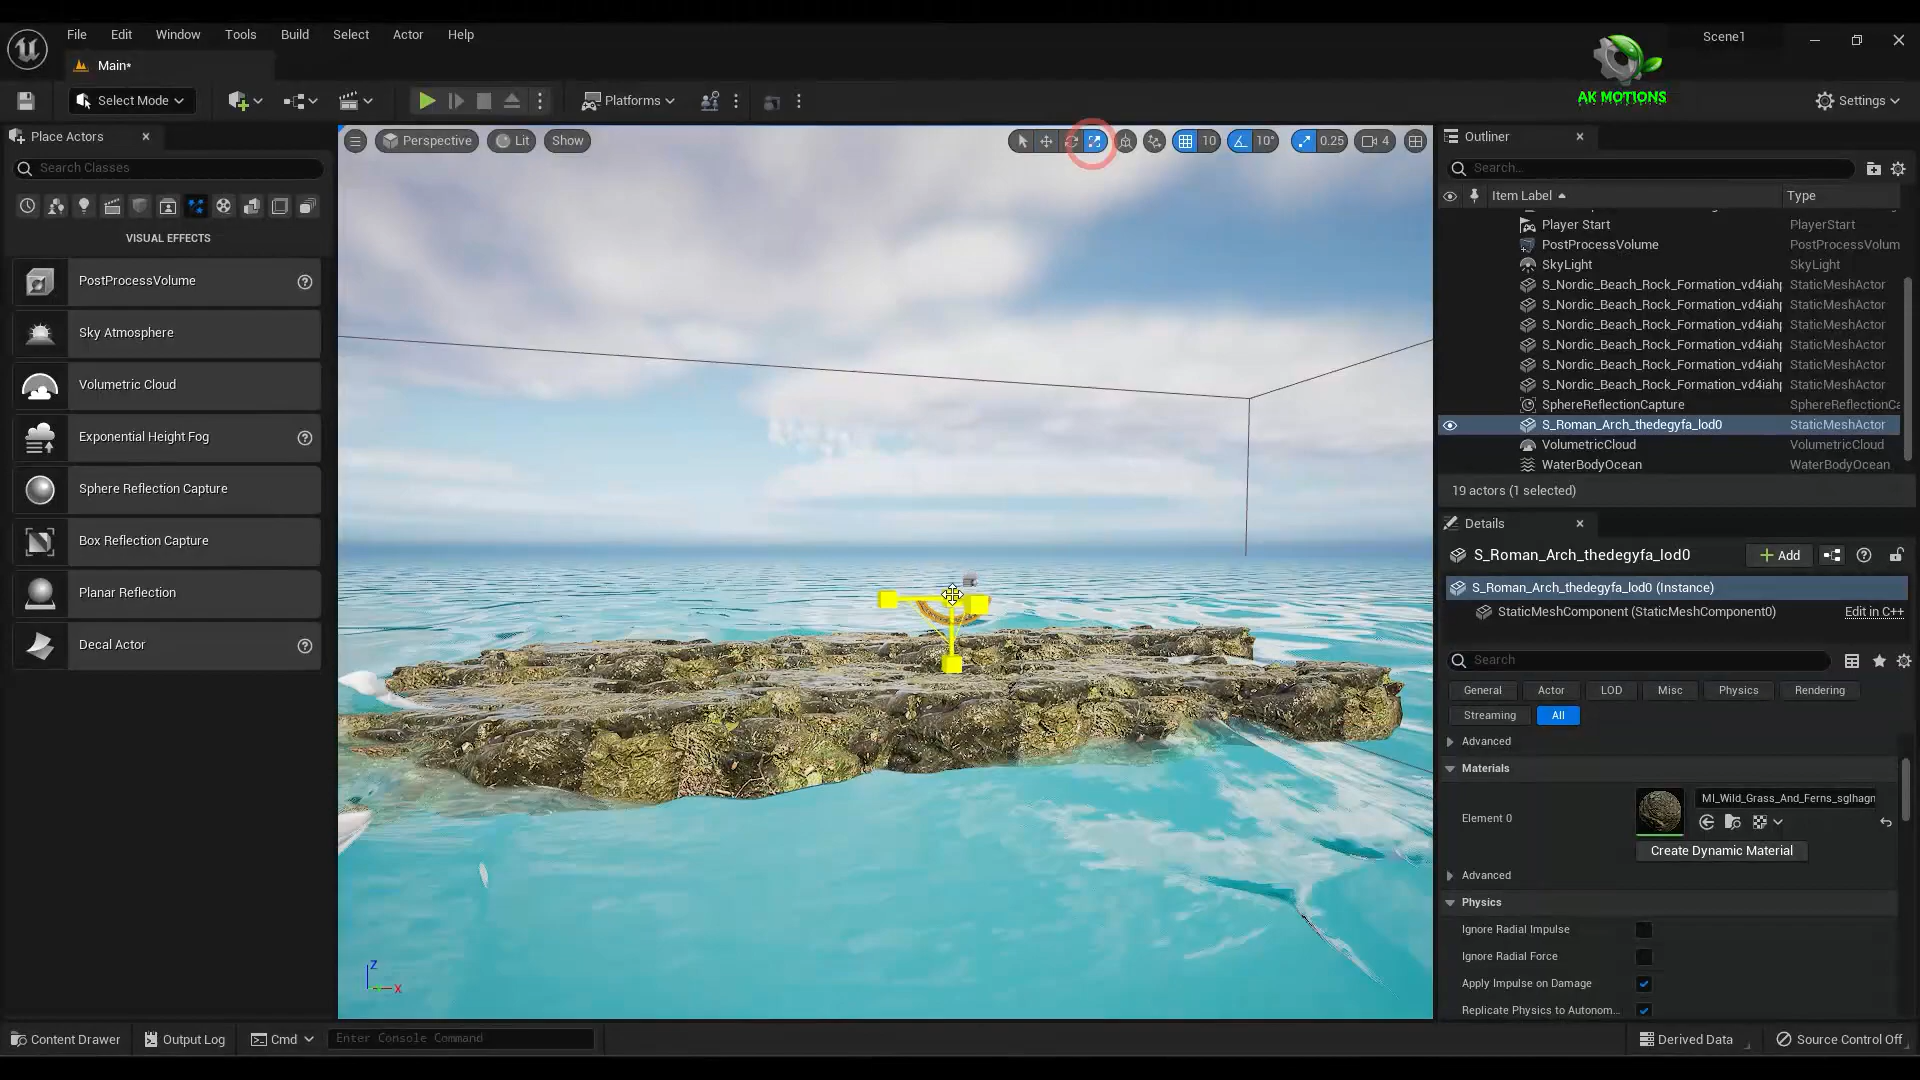 File Edit Window Tools Build Select Actor Help
Scene1
Main*
AK MOTIONS
Select Mode
Platforms
Settings
Place Actors
Perspective
Lit
Show
10
10°
0.25
4
Outliner
Search Classes
Search...
Item Label
Type
Player Start PlayerStart
PostProcessVolume PostProcessVolum
SkyLight SkyLight
S_Nordic_Beach_Rock_Formation_vd4iahp StaticMeshActor
S_Nordic_Beach_Rock_Formation_vd4iahp StaticMeshActor
S_Nordic_Beach_Rock_Formation_vd4iahp StaticMeshActor
S_Nordic_Beach_Rock_Formation_vd4iahp StaticMeshActor
S_Nordic_Beach_Rock_Formation_vd4iahp StaticMeshActor
S_Nordic_Beach_Rock_Formation_vd4iahp StaticMeshActor
SphereReflectionCapture SphereReflectionCa
S_Roman_Arch_thedegyfa_lod0 StaticMeshActor
VolumetricCloud VolumetricCloud
WaterBodyOcean WaterBodyOcean
19 actors (1 selected)
VISUAL EFFECTS
PostProcessVolume
Sky Atmosphere
Volumetric Cloud
Exponential Height Fog
Sphere Reflection Capture
Box Reflection Capture
Planar Reflection
Decal Actor
Details
S_Roman_Arch_thedegyfa_lod0
Add
S_Roman_Arch_thedegyfa_lod0 (Instance)
StaticMeshComponent (StaticMeshComponent0) Edit in C++
Search
General Actor LOD Misc Physics Rendering
Streaming All
Advanced
Materials
Element 0
MI_Wild_Grass_And_Ferns_sglhagn
Create Dynamic Material
Advanced
Physics
Ignore Radial Impulse
Ignore Radial Force
Apply Impulse on Damage
Replicate Physics to Autonom...
Z
X
Content Drawer
Output Log
Cmd
Enter Console Command
Derived Data
Source Control Off